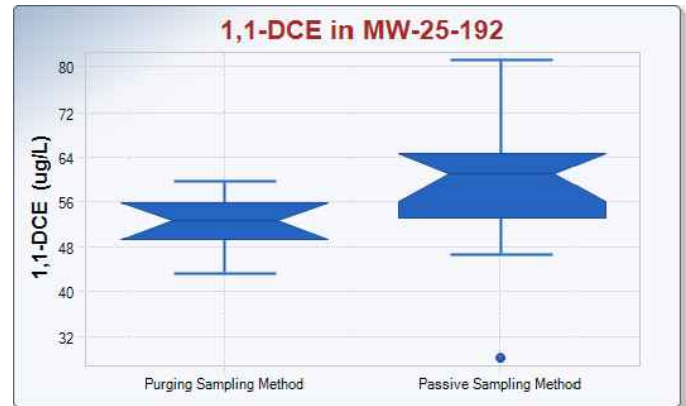 1,1-DCE in MW-25-192
1,1-DCE (ug/L)
80
72
64
56
48
40
32
Purging Sampling Method
Passive Sampling Method